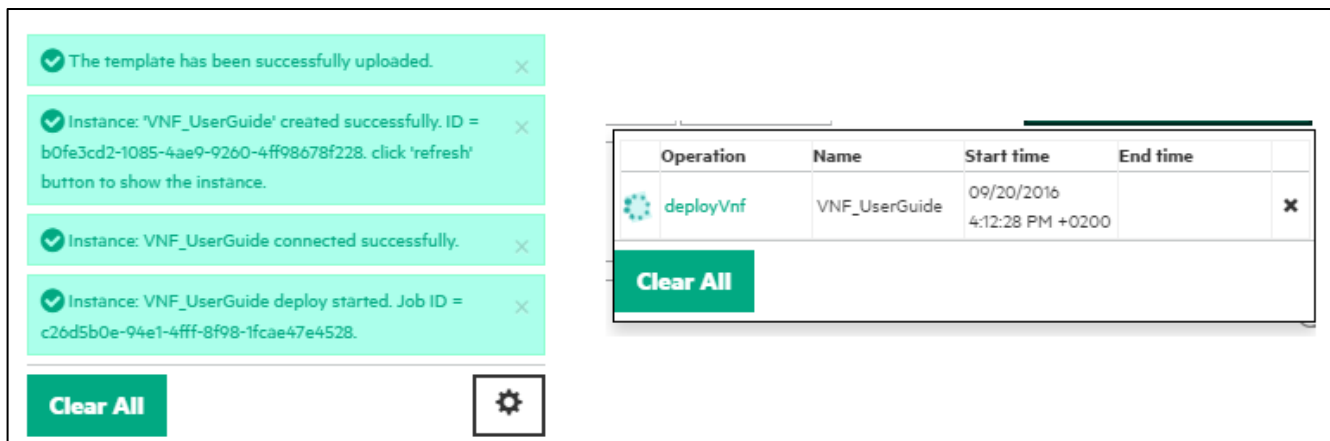 The template has been successfully uploaded.
Instance: 'VNF_UserGuide' created successfully. ID =
b0fe3cd2-1085-4ae9-9260-4ff98678f228. click 'refresh'
button to show the instance.
Instance: VNF_UserGuide connected successfully.
Instance: VNF_UserGuide deploy started. Job ID =
c26d5b0e-94e1-4fff-8f98-1fcae47e4528.
Clear All
Operation Name Start time End time
deployVnf VNF_UserGuide 09/20/2016
4:12:28 PM +0200
Clear All